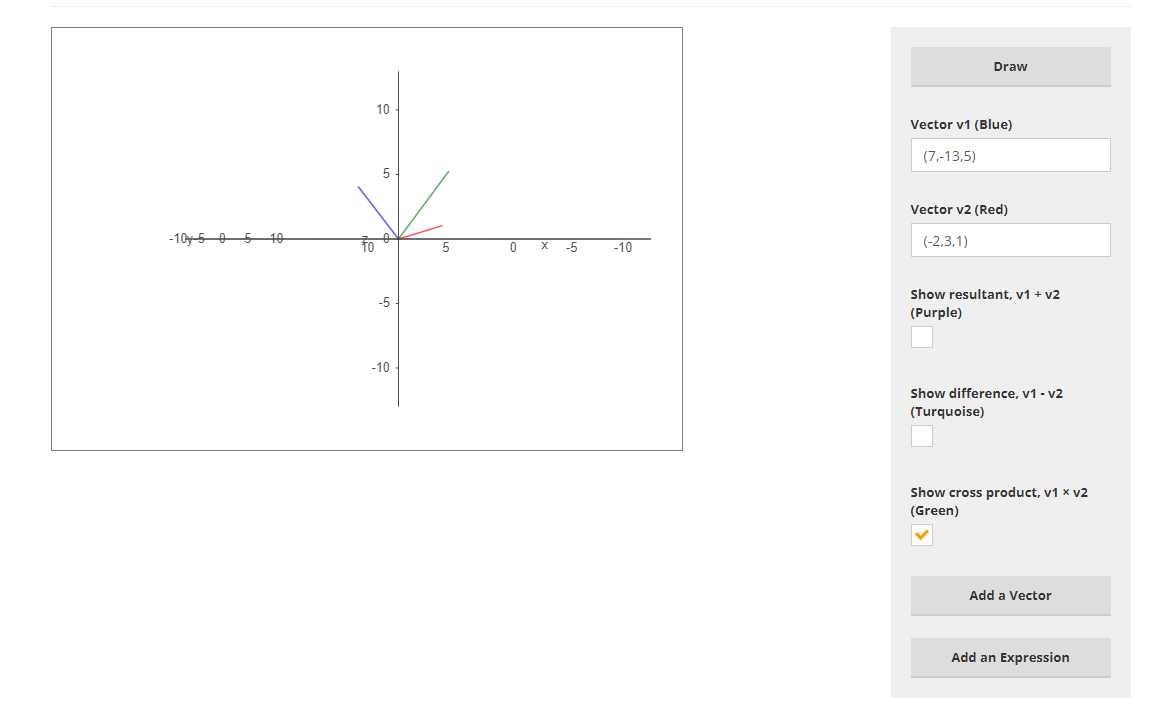 Draw
Vector v1 (Blue)
(7,-13,5)
Vector v2 (Red)
(-2,3,1)
Show resultant, v1 + v2
(Purple)
Show difference, v1 - v2
(Turquoise)
Show cross product, v1 × v2
(Green)
Add a Vector
Add an Expression
10
5
-10 y -5 0 5 10 z 0
10 5 0 x -5 -10
-5
-10